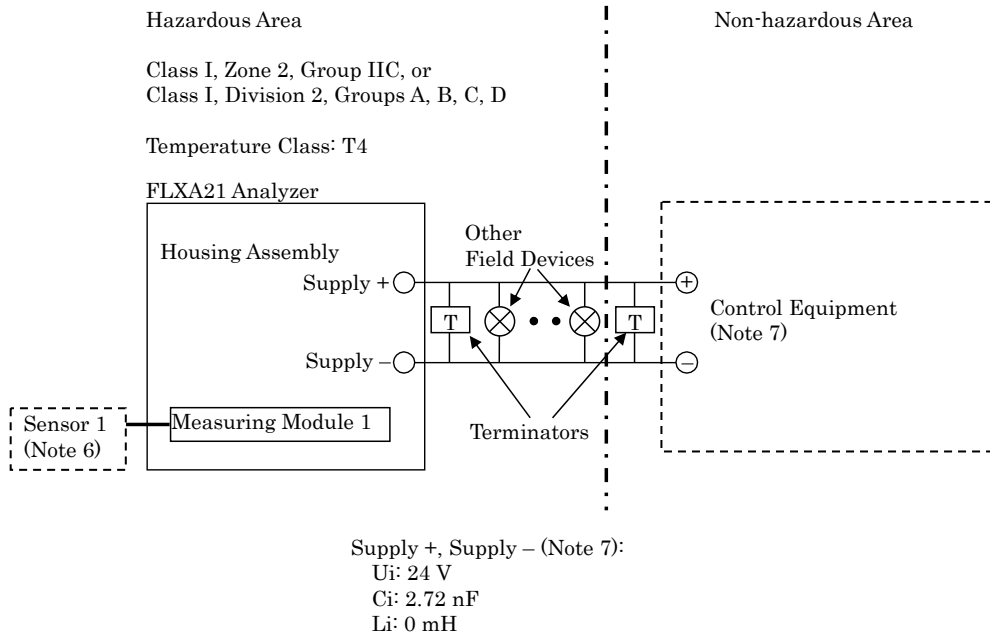 Hazardous Area
Non-hazardous Area
Class I, Zone 2, Group IIC, or
Class I, Division 2, Groups A, B, C, D
Temperature Class: T4
FLXA21 Analyzer
Housing Assembly
Other
Field Devices
Supply +
+
T
T
Control Equipment
(Note 7)
Supply –
–
Sensor 1
(Note 6)
Measuring Module 1
Terminators
Supply +, Supply – (Note 7):
Ui: 24 V
Ci: 2.72 nF
Li: 0 mH